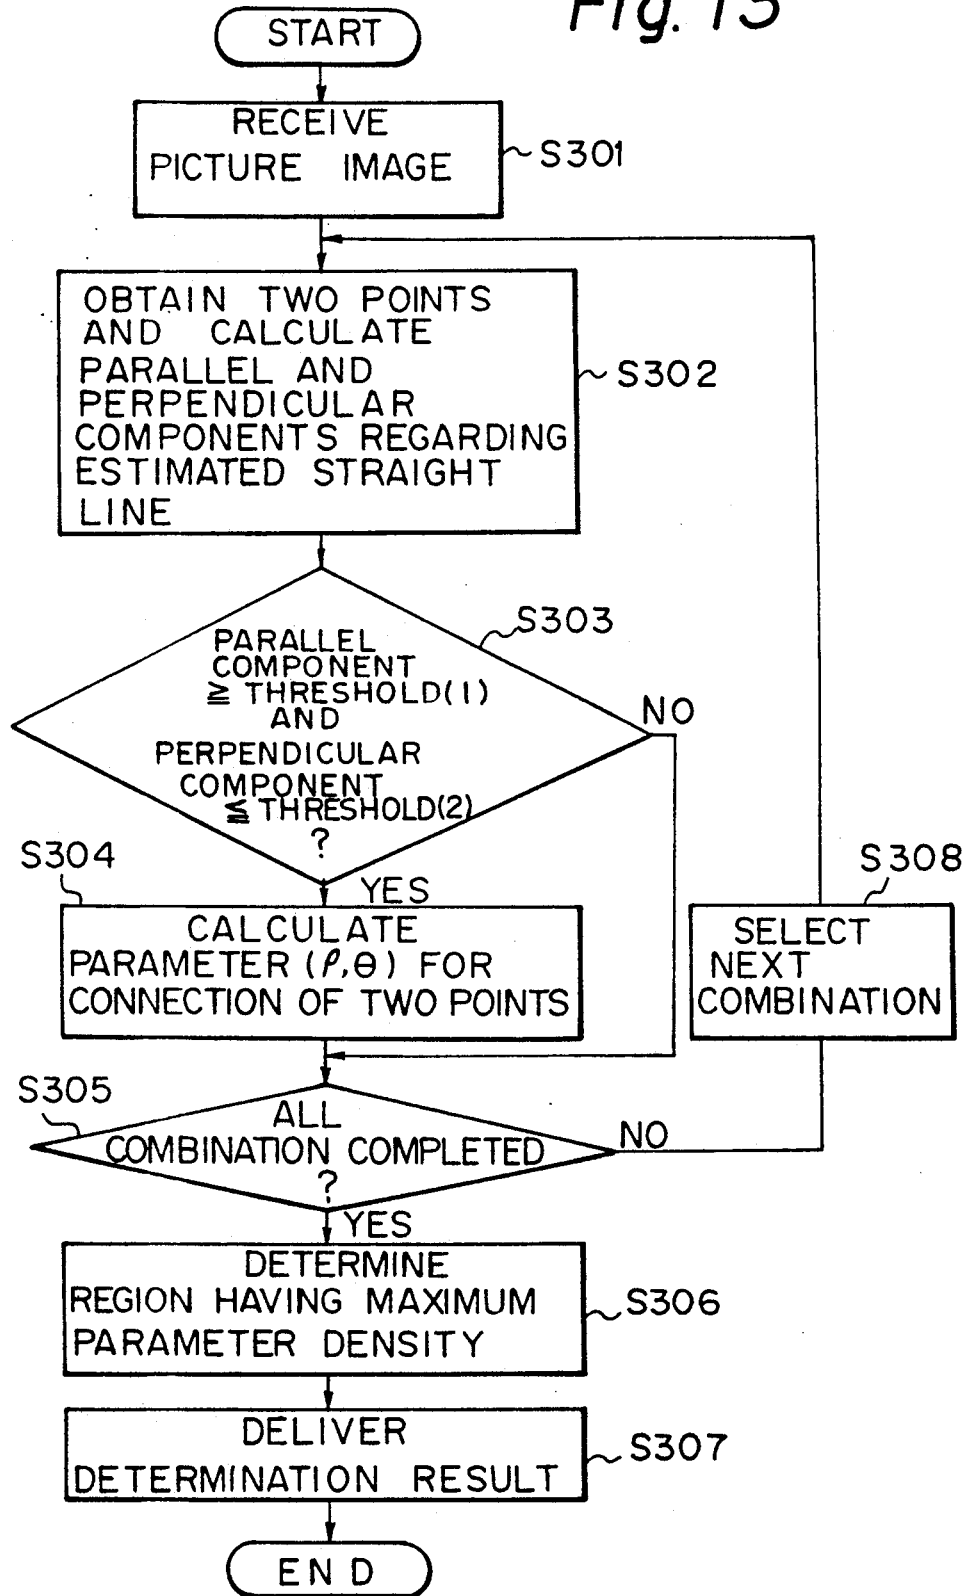 Fig. 13
START
RECEIVE
PICTURE IMAGE
S301
OBTAIN TWO POINTS
AND CALCULATE
PARALLEL AND
PERPENDICULAR
COMPONENTS REGARDING
ESTIMATED STRAIGHT
LINE
S302
S303
PARALLEL
COMPONENT
≧ THRESHOLD(1)
AND
PERPENDICULAR
COMPONENT
≦ THRESHOLD(2)
?
NO
YES
S304
CALCULATE
PARAMETER (ρ,θ) FOR
CONNECTION OF TWO POINTS
S308
SELECT
NEXT
COMBINATION
S305
ALL
COMBINATION COMPLETED
?
NO
YES
DETERMINE
REGION HAVING MAXIMUM
PARAMETER DENSITY
S306
DELIVER
DETERMINATION RESULT
S307
END